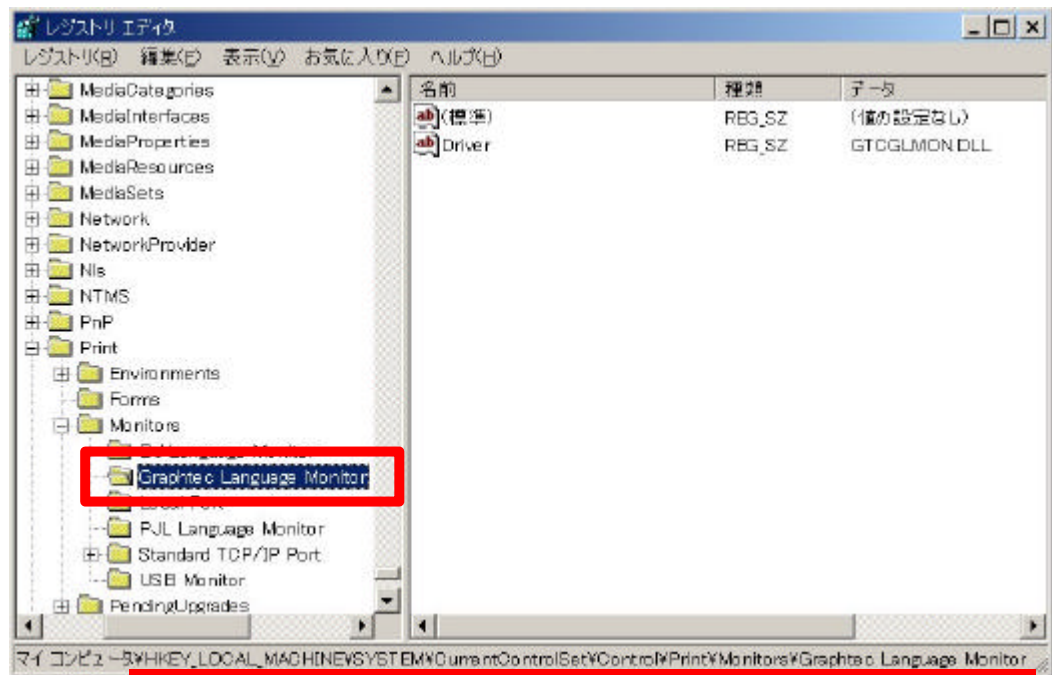 レジストリ エディタ
レジストリ(R) 編集(E) 表示(V) お気に入り(F) ヘルプ(H)
MediaCategories
MediaInterfaces
MediaProperties
MediaResources
MediaSets
Network
NetworkProvider
Nls
NTMS
PnP
Print
Environments
Forms
Monitors
Language Monitor
Graphtec Language Monitor
Local Port
PJL Language Monitor
Standard TCP/IP Port
USB Monitor
PendingUpgrades
名前 種類 データ
(標準) REG_SZ (値の設定なし)
Driver REG_SZ GTCGLMON.DLL
マイ コンピュータ¥HKEY_LOCAL_MACHINE¥SYSTEM¥CurrentControlSet¥Control¥Print¥Monitors¥Graphtec Language Monitor